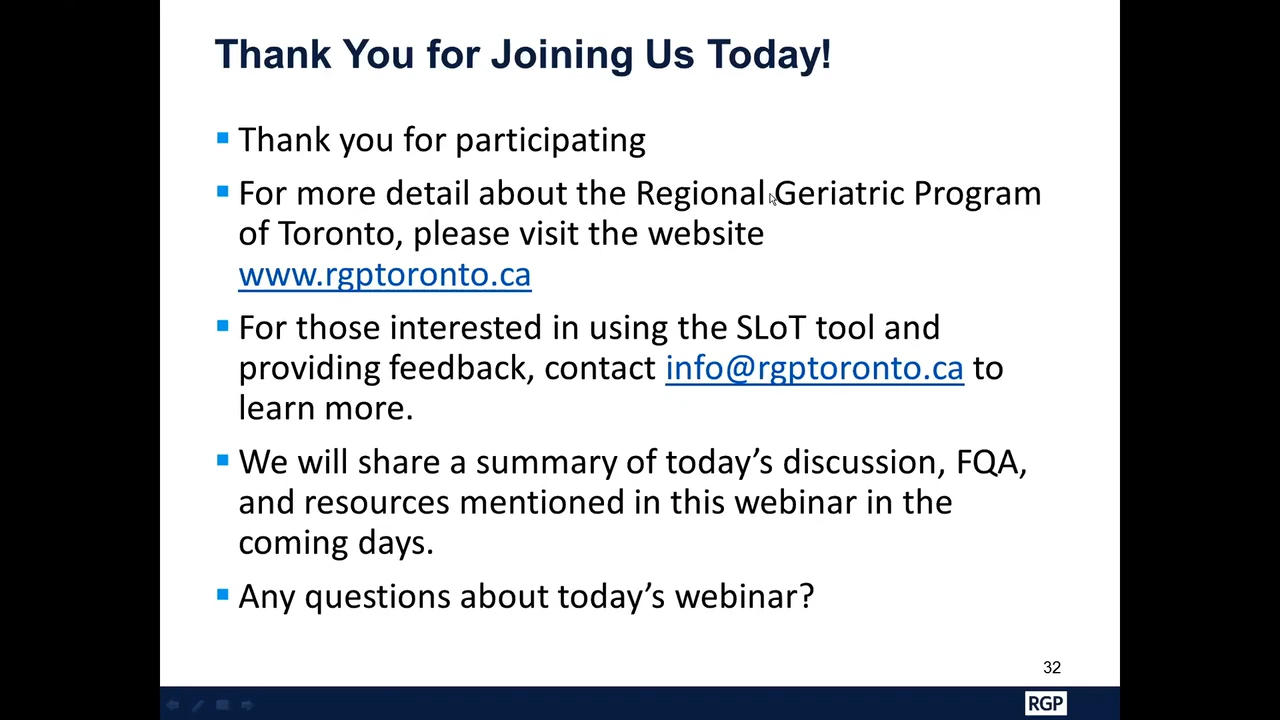 Thank You for Joining Us Today!
Thank you for participating
For more detail about the Regional Geriatric Program
of Toronto, please visit the website
www.rgptoronto.ca
For those interested in using the SLoT tool and
providing feedback, contact info@rgptoronto.ca to
learn more.
We will share a summary of today’s discussion, FQA,
and resources mentioned in this webinar in the
coming days.
Any questions about today’s webinar?
32
RGP